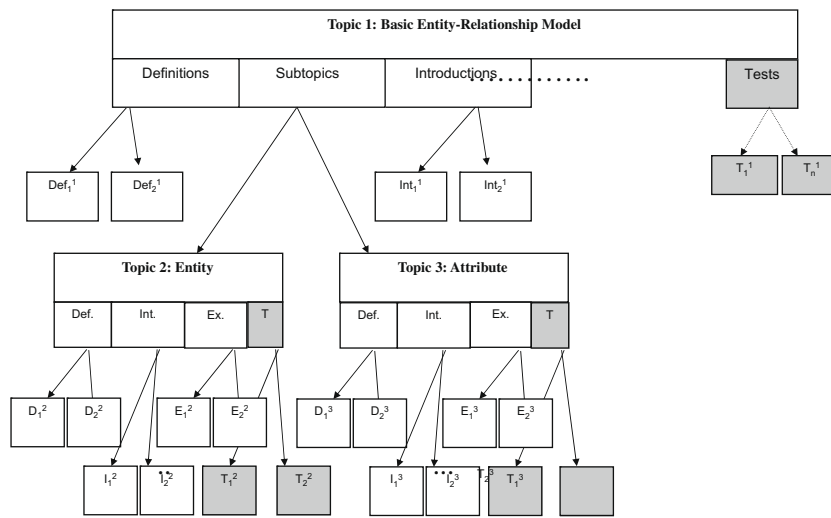 Topic 1: Basic Entity-Relationship Model
Definitions Subtopics Introductions ............ Tests
Def₁¹ Def₂¹ Int₁¹ Int₂¹ T₁¹ Tₙ¹
Topic 2: Entity Topic 3: Attribute
Def. Int. Ex. T Def. Int. Ex. T
D₁² D₂² E₁² E₂² D₁³ D₂³ E₁³ E₂³
I₁² ... I₂² T₁² T₂² I₁³ ... I₂³ T₂³ T₁³